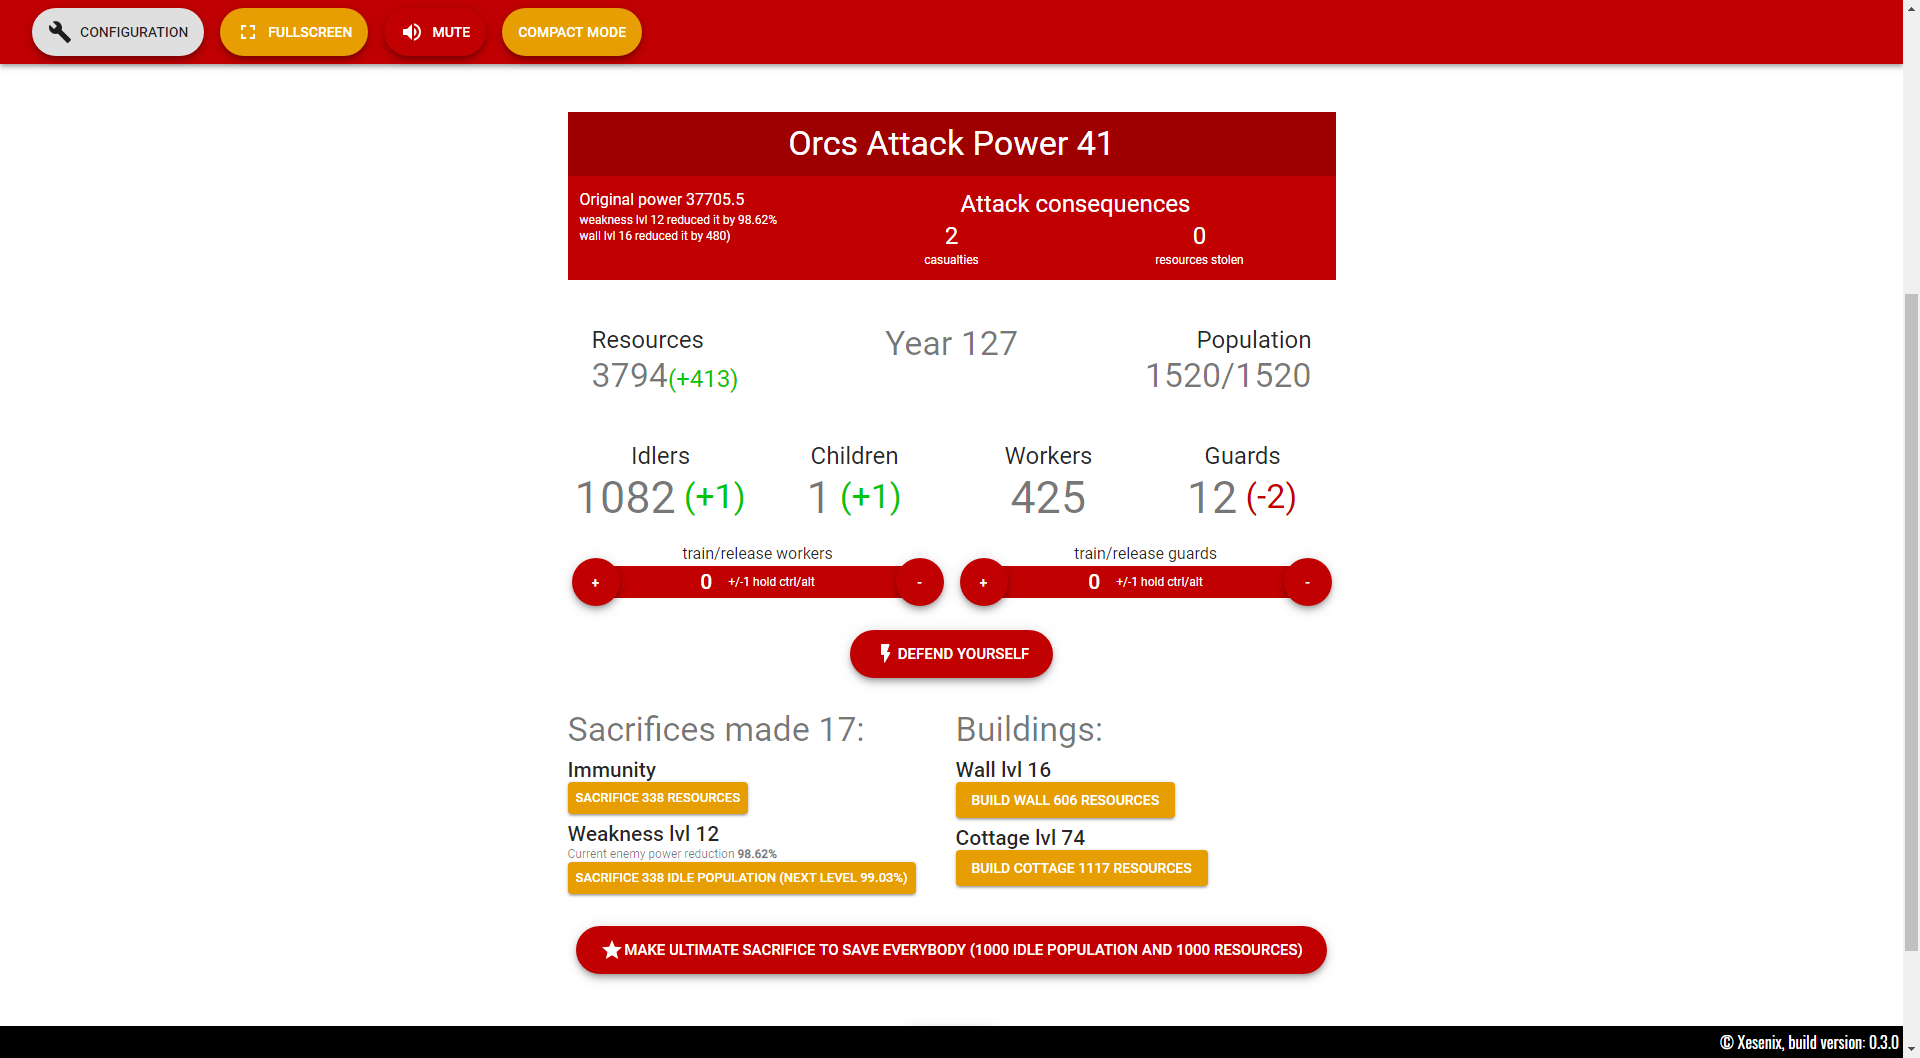 CONFIGURATION
FULLSCREEN
MUTE
COMPACT MODE
Orcs Attack Power 41
Original power 37705.5
weakness lvl 12 reduced it by 98.62%
wall lvl 16 reduced it by 480)
Attack consequences
2
casualties
0
resources stolen
Resources
3794(+413)
Year 127
Population
1520/1520
Idlers
1082 (+1)
Children
1 (+1)
Workers
425
Guards
12 (-2)
train/release workers
+ 0 +/-1 hold ctrl/alt -
train/release guards
+ 0 +/-1 hold ctrl/alt -
DEFEND YOURSELF
Sacrifices made 17:
Immunity
SACRIFICE 338 RESOURCES
Weakness lvl 12
Current enemy power reduction 98.62%
SACRIFICE 338 IDLE POPULATION (NEXT LEVEL 99.03%)
Buildings:
Wall lvl 16
BUILD WALL 606 RESOURCES
Cottage lvl 74
BUILD COTTAGE 1117 RESOURCES
MAKE ULTIMATE SACRIFICE TO SAVE EVERYBODY (1000 IDLE POPULATION AND 1000 RESOURCES)
© Xesenix, build version: 0.3.0